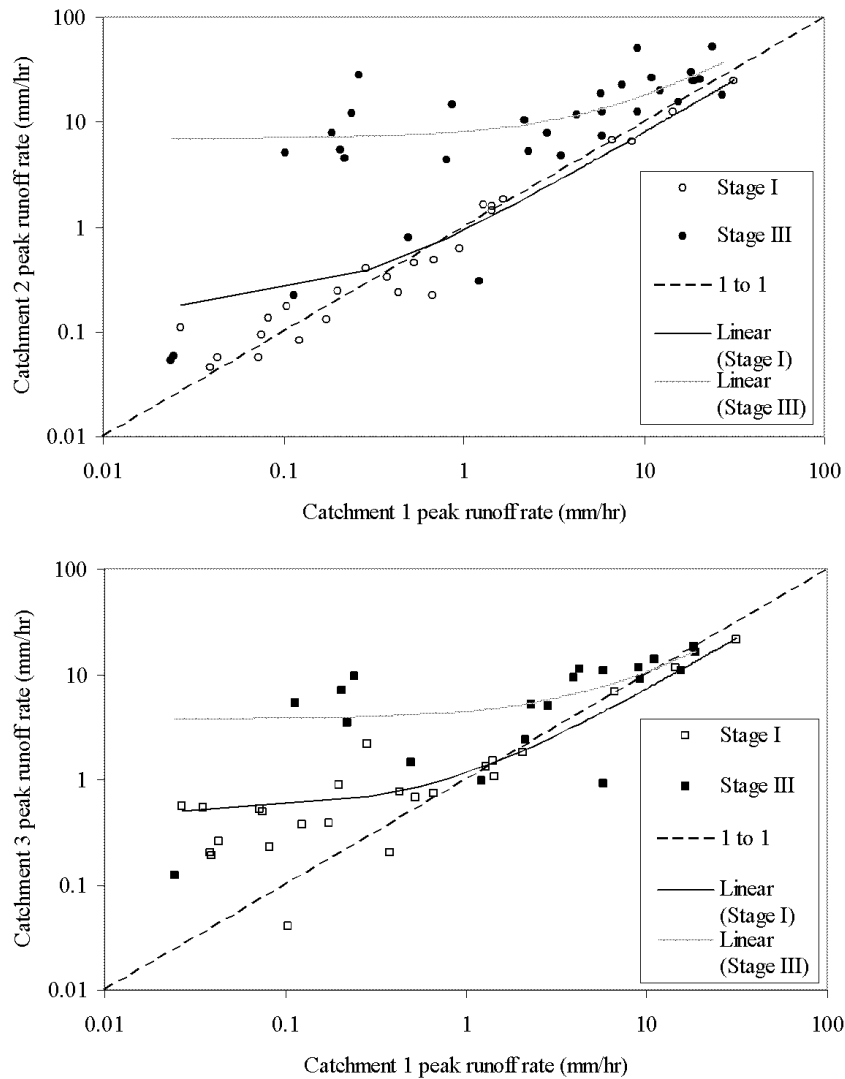 100
10
1
0.1
0.01
Catchment 2 peak runoff rate (mm/hr)
Stage I
Stage III
1 to 1
Linear
(Stage I)
Linear
(Stage III)
0.01 0.1 1 10 100
Catchment 1 peak runoff rate (mm/hr)
100
10
1
0.1
0.01
Catchment 3 peak runoff rate (mm/hr)
Stage I
Stage III
1 to 1
Linear
(Stage I)
Linear
(Stage III)
0.01 0.1 1 10 100
Catchment 1 peak runoff rate (mm/hr)